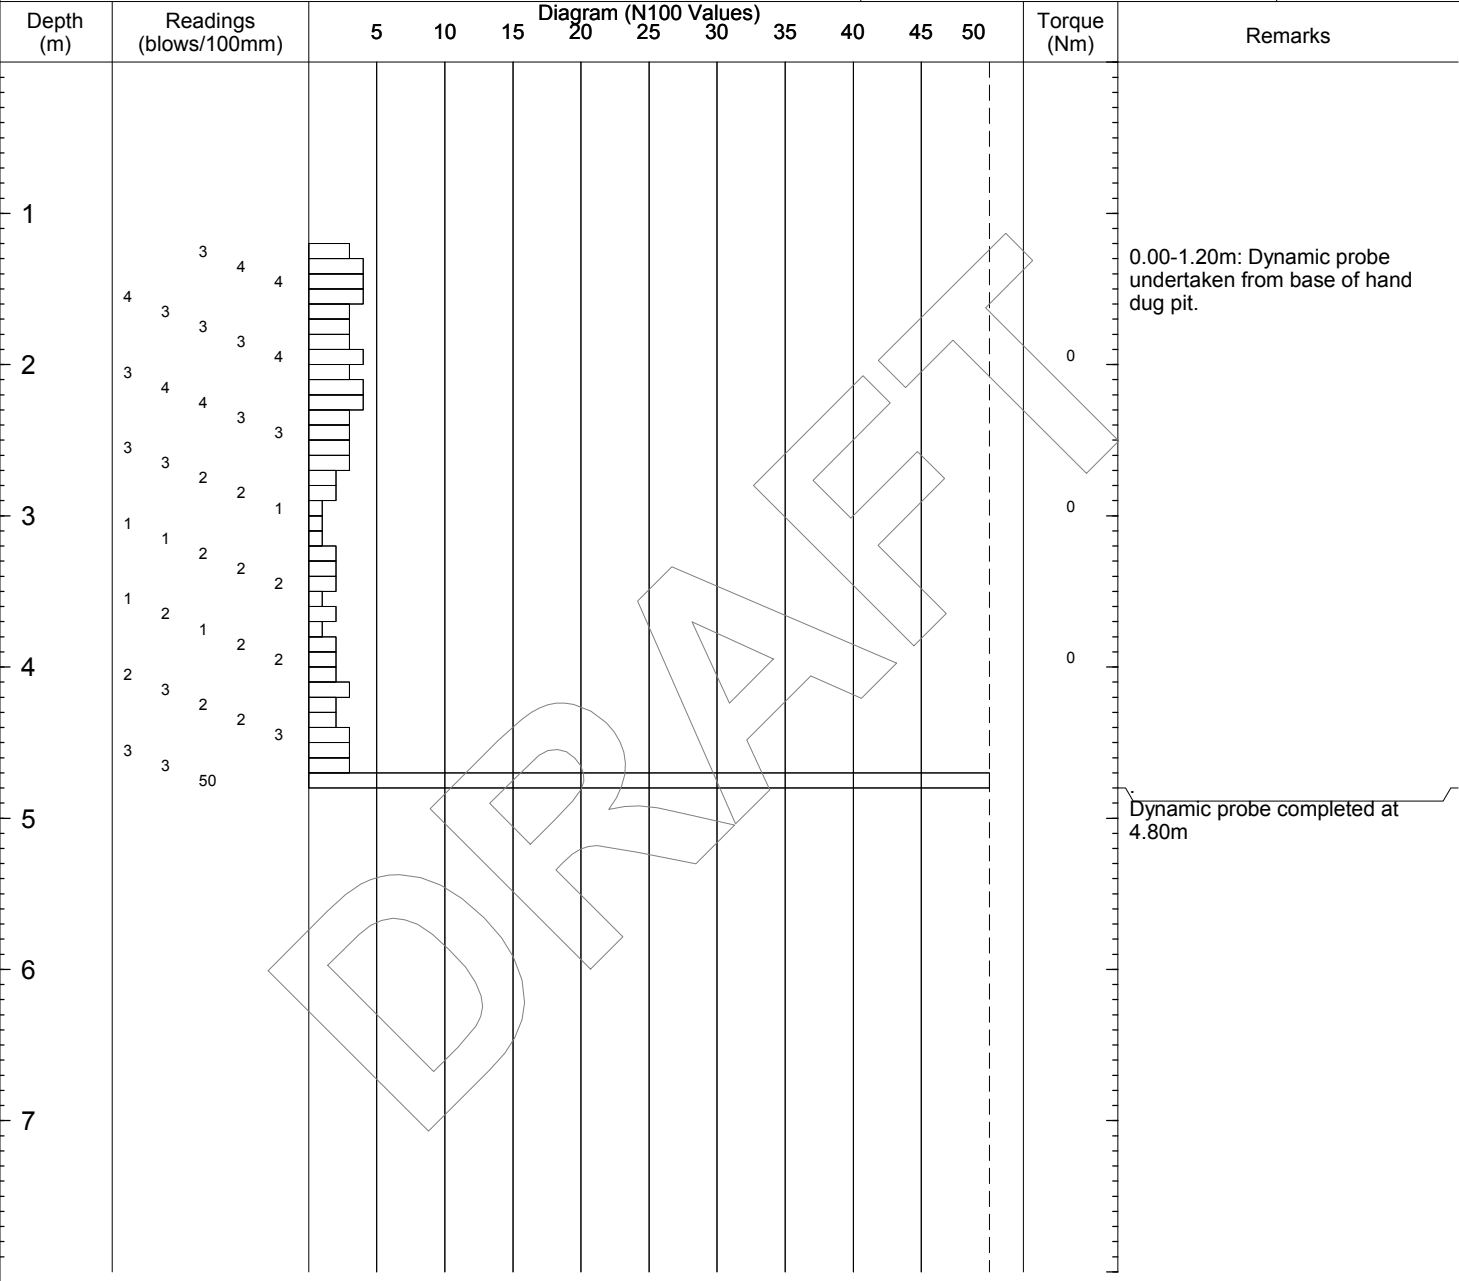 Depth
(m)
Readings
(blows/100mm)
Diagram (N100 Values)
5 10 15 20 25 30 35 40 45 50
Torque
(Nm)
Remarks
1
3
0.00-1.20m: Dynamic probe
4
undertaken from base of hand
4
4
dug pit.
3
3
3
4 0
2
3
4
4
3
3
3
3
2
2
1 0
3
1
1
2
2
2
1
2
1
2
2 0
4
2
3
2
2
3
3
3
50
.
Dynamic probe completed at
5
4.80m
6
7
DRAFT